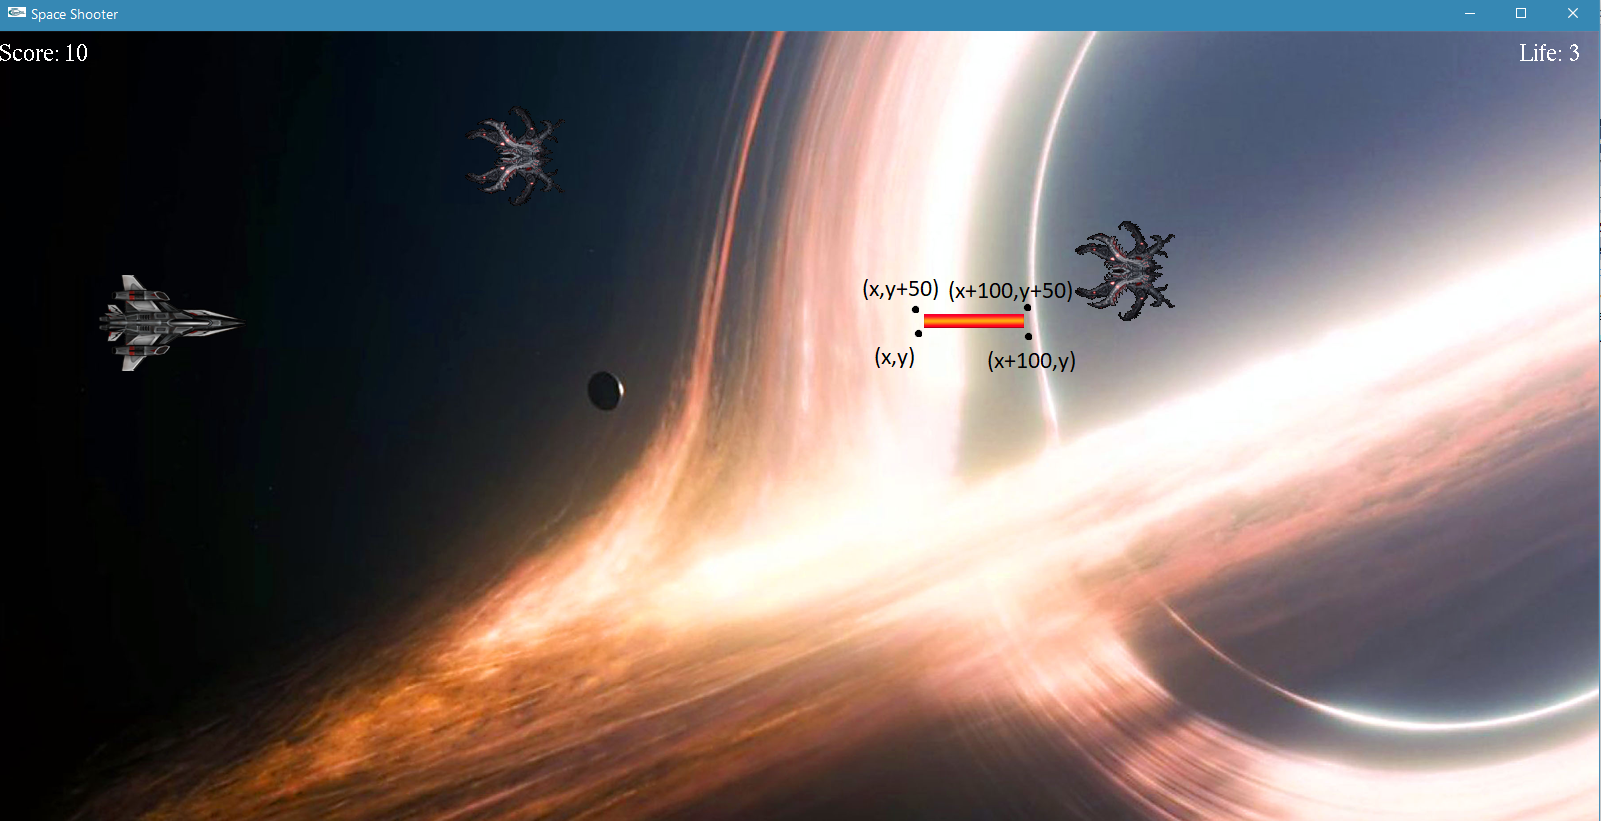 Space Shooter
Score: 10
Life: 3
(x,y+50) (x+100,y+50)
(x,y)
(x+100,y)